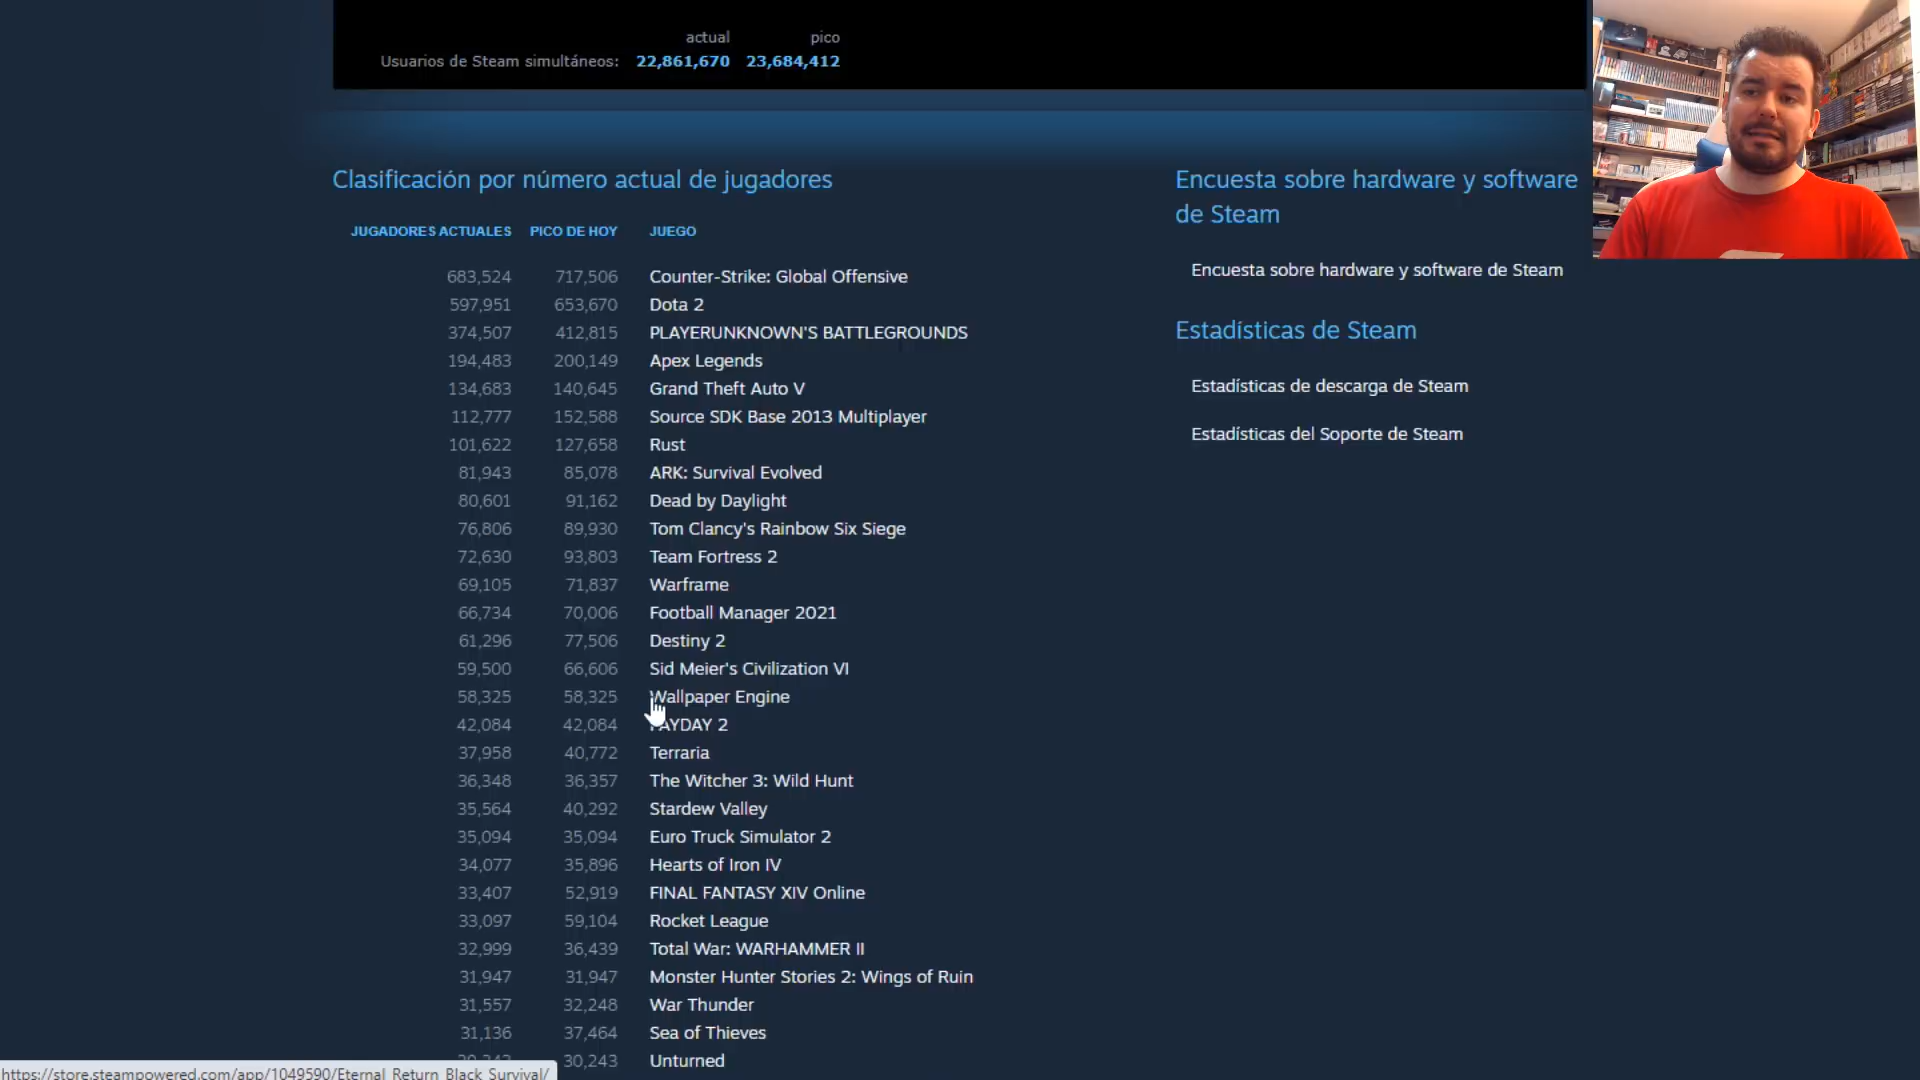 actual pico
Usuarios de Steam simultáneos: 22,861,670 23,684,412
Clasificación por número actual de jugadores
JUGADORES ACTUALES PICO DE HOY JUEGO
683,524 717,506 Counter-Strike: Global Offensive
597,951 653,670 Dota 2
374,507 412,815 PLAYERUNKNOWN'S BATTLEGROUNDS
194,483 200,149 Apex Legends
134,683 140,645 Grand Theft Auto V
112,777 152,588 Source SDK Base 2013 Multiplayer
101,622 127,658 Rust
81,943 85,078 ARK: Survival Evolved
80,601 91,162 Dead by Daylight
76,806 89,930 Tom Clancy's Rainbow Six Siege
72,630 93,803 Team Fortress 2
69,105 71,837 Warframe
66,734 70,006 Football Manager 2021
61,296 77,506 Destiny 2
59,500 66,606 Sid Meier's Civilization VI
58,325 58,325 Wallpaper Engine
42,084 42,084 PAYDAY 2
37,958 40,772 Terraria
36,348 36,357 The Witcher 3: Wild Hunt
35,564 40,292 Stardew Valley
35,094 35,094 Euro Truck Simulator 2
34,077 35,896 Hearts of Iron IV
33,407 52,919 FINAL FANTASY XIV Online
33,097 59,104 Rocket League
32,999 36,439 Total War: WARHAMMER II
31,947 31,947 Monster Hunter Stories 2: Wings of Ruin
31,557 32,248 War Thunder
31,136 37,464 Sea of Thieves
30,243 Unturned
Encuesta sobre hardware y software
de Steam
Encuesta sobre hardware y software de Steam
Estadísticas de Steam
Estadísticas de descarga de Steam
Estadísticas del Soporte de Steam
https://store.steampowered.com/app/1049590/Eternal_Return_Black_Survival/